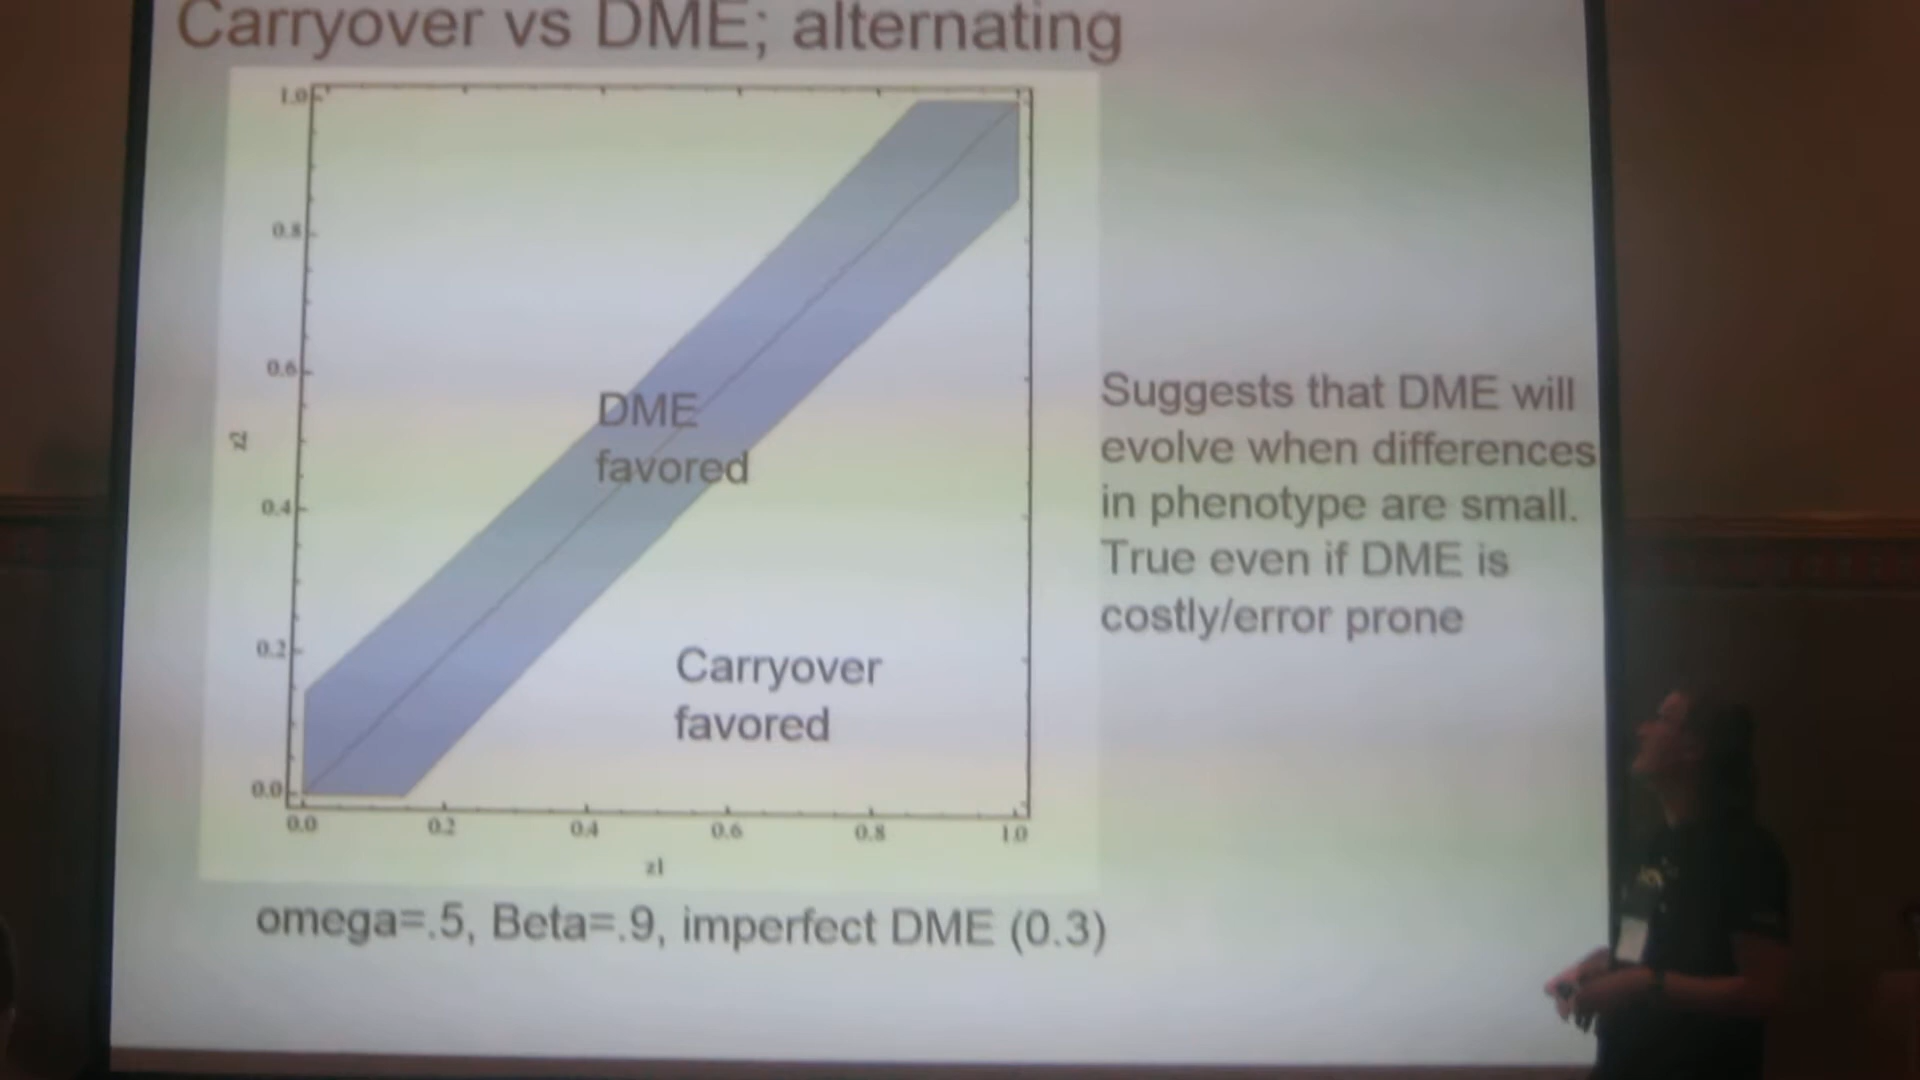 Carryover vs DME; alternating
1.0
0.8
0.6
0.4
0.2
0.0
z2
DME
favored
Carryover
favored
0.0
0.2
0.4
0.6
0.8
1.0
z1
omega=.5, Beta=.9, imperfect DME (0.3)
Suggests that DME will
evolve when differences
in phenotype are small.
True even if DME is
costly/error prone